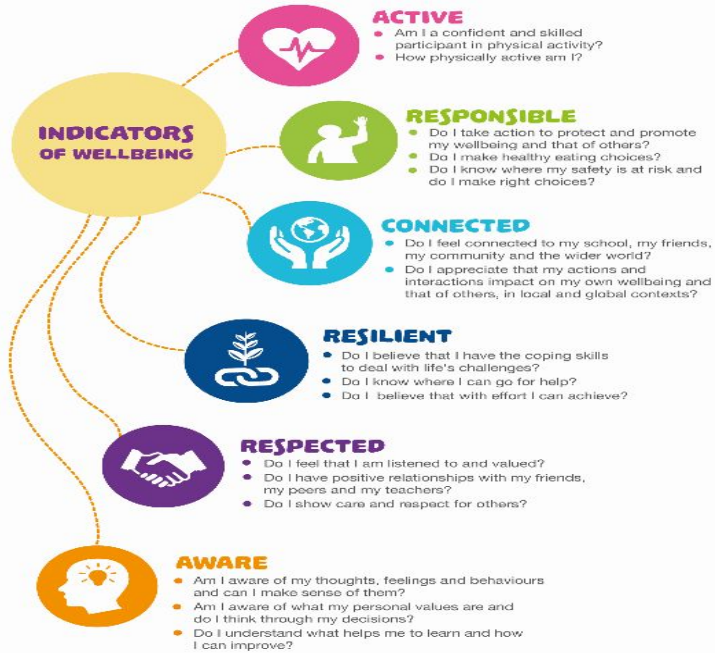 INDICATORS
OF WELLBEING
ACTIVE
• Am I a confident and skilled
participant in physical activity?
• How physically active am I?
RESPONSIBLE
• Do I take action to protect and promote
my wellbeing and that of others?
• Do I make healthy eating choices?
• Do I know where my safety is at risk and
do I make right choices?
CONNECTED
• Do I feel connected to my school, my friends,
my community and the wider world?
• Do I appreciate that my actions and
interactions impact on my own wellbeing and
that of others, in local and global contexts?
RESILIENT
• Do I believe that I have the coping skills
to deal with life's challenges?
• Do I know where I can go for help?
• Do I believe that with effort I can achieve?
RESPECTED
• Do I feel that I am listened to and valued?
• Do I have positive relationships with my friends,
my peers and my teachers?
• Do I show care and respect for others?
AWARE
• Am I aware of my thoughts, feelings and behaviours
and can I make sense of them?
• Am I aware of what my personal values are and
do I think through my decisions?
• Do I understand what helps me to learn and how
I can improve?